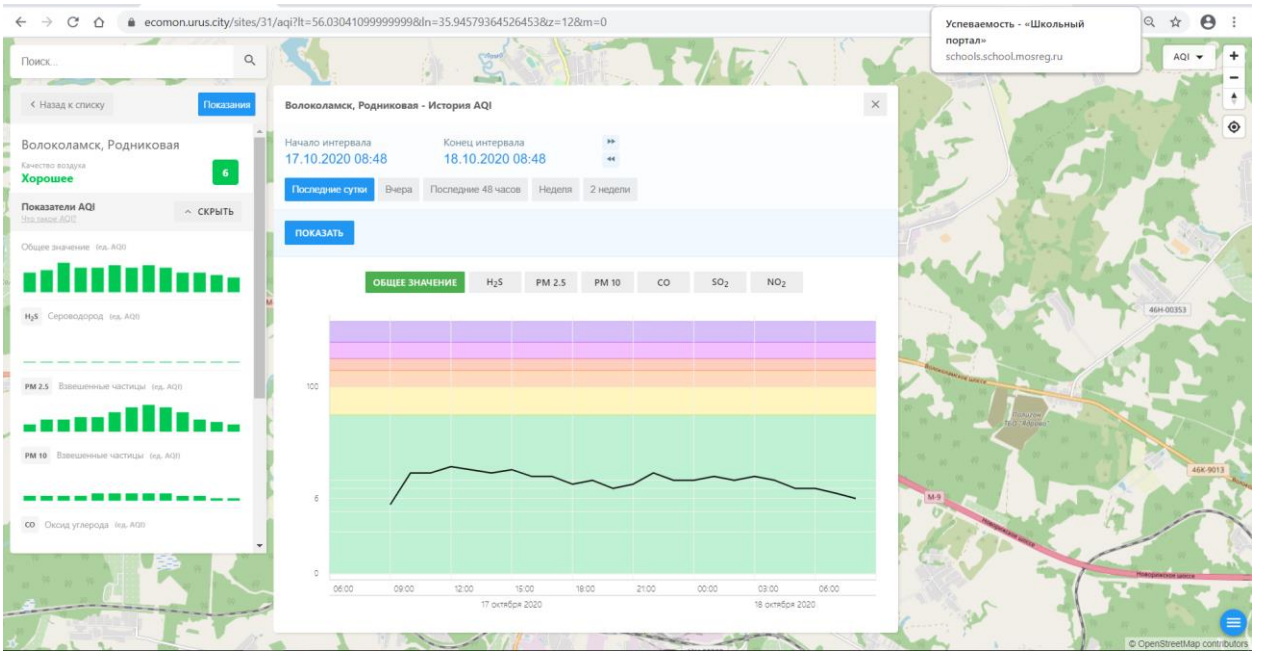 ecomon.urus.city/sites/31/aqi?lt=56.03041099999999&ln=35.94579364526453&z=12&m=0
Успеваемость - «Школьный
портал»
schools.school.mosreg.ru
Поиск...
AQI
Назад к списку
Показания
Волоколамск, Родниковая
Качество воздуха
Хорошее
6
Показатели AQI
Что такое AQI?
СКРЫТЬ
Общее значение (ед. AQI)
H₂S Сероводород (ед. AQI)
PM 2.5 Взвешенные частицы (ед. AQI)
PM 10 Взвешенные частицы (ед. AQI)
CO Оксид углерода (ед. AQI)
Волоколамск, Родниковая - История AQI
Начало интервала
17.10.2020 08:48
Конец интервала
18.10.2020 08:48
Последние сутки
Вчера
Последние 48 часов
Неделя
2 недели
ПОКАЗАТЬ
ОБЩЕЕ ЗНАЧЕНИЕ
H₂S
PM 2.5
PM 10
CO
SO₂
NO₂
100
6
0
06:00 09:00 12:00 15:00 18:00 21:00 00:00 03:00 06:00
17 октября 2020
18 октября 2020
46Н-00353
Волоколамское шоссе
Полигон
ТБО "Ядрово"
46К-9013
М-9
Новорижское шоссе
Новорижское шоссе
© OpenStreetMap contributors